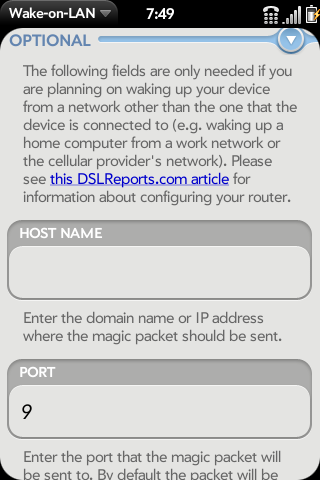 Wake-on-LAN 7:49
OPTIONAL
The following fields are only needed if you
are planning on waking up your device
from a network other than the one that the
device is connected to (e.g. waking up a
home computer from a work network or
the cellular provider's network). Please
see this DSLReports.com article for
information about configuring your router.
HOST NAME
Enter the domain name or IP address
where the magic packet should be sent.
PORT
9
Enter the port that the magic packet will
be sent to. By default the packet will be